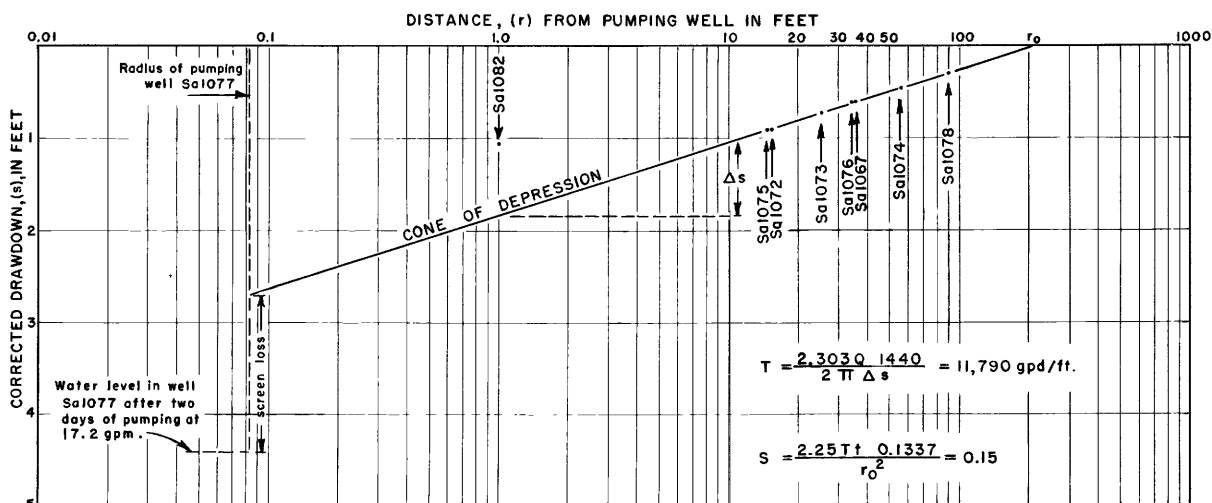 DISTANCE, (r) FROM PUMPING WELL IN FEET
0.01 0.1 1.0 10 20 30 40 50 100 r₀ 1000
0
1
2
3
4
5
CORRECTED DRAWDOWN,(s), IN FEET
Radius of pumping
well Sa1077
Sa1082
CONE OF DEPRESSION
Δs
Sa1075
Sa1072
Sa1073
Sa1076
Sa1067
Sa1074
Sa1078
screen loss
Water level in well
Sa1077 after two
days of pumping at
17.2 gpm.
T = 2.303Q 1440 / 2 π Δ s = 11,790 gpd/ft.
S = 2.25Tt 0.1337 / r₀² = 0.15